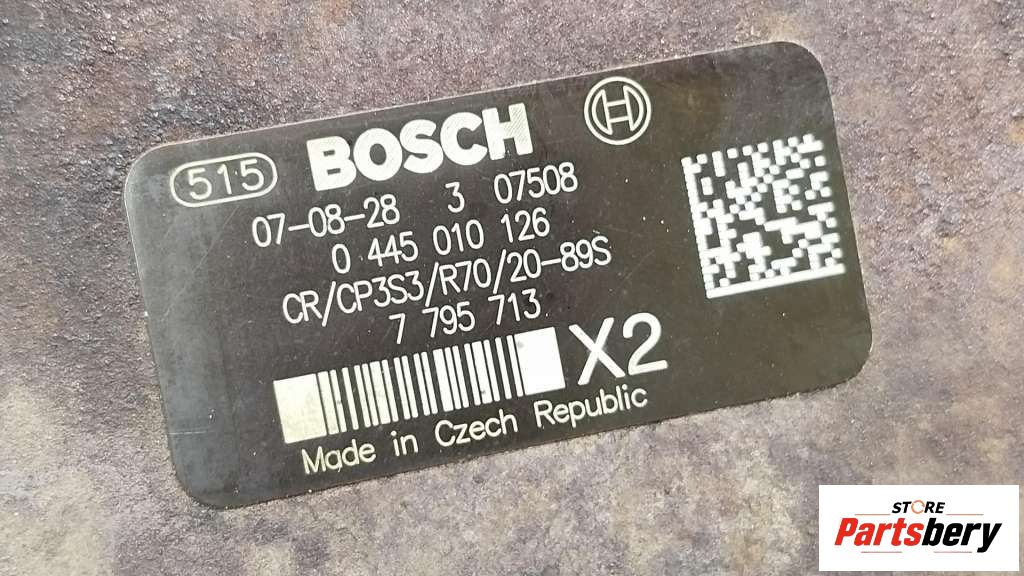 515 BOSCH
07-08-28 3 07508
0 445 010 126
CR/CP3S3/R70/20-89S
7 795 713
X2
Made in Czech Republic
STORE
Partsbery